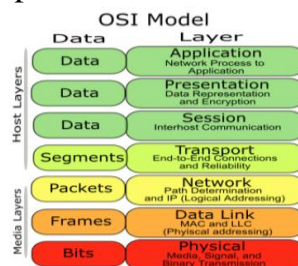 OSI Model
Data Layer
Data Application
Network Process to
Application
Data Presentation
Data Representation
and Encryption
Data Session
Interhost Communication
Segments Transport
End-to-End Connections
and Reliability
Packets Network
Path Determination
and IP (Logical Addressing)
Frames Data Link
MAC and LLC
(Phyiscal addressing)
Bits Physical
Media, Signal, and
Binary Transmission
Host Layers
Media Layers